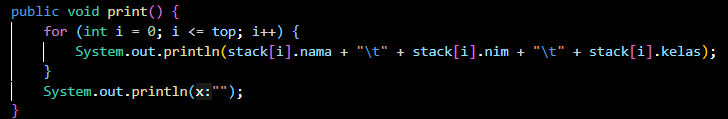 public void print() {
for (int i = 0; i <= top; i++) {
System.out.println(stack[i].nama + "\t" + stack[i].nim + "\t" + stack[i].kelas);
}
System.out.println(x:"");
}